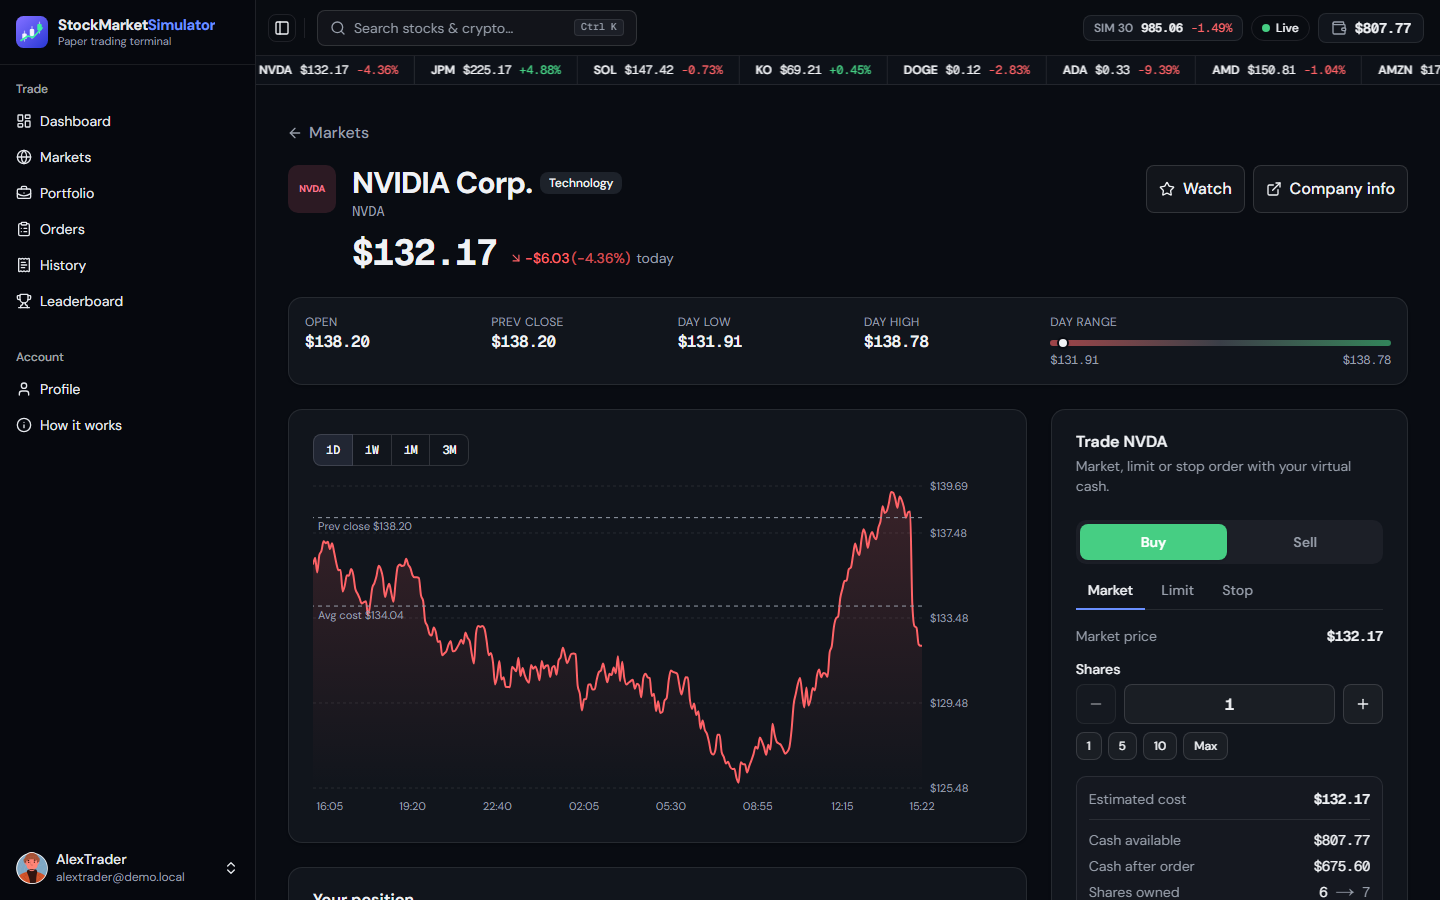 StockMarketSimulator
Paper trading terminal
Search stocks & crypto...
Ctrl K
SIM 30 985.06 -1.49%
Live
$807.77
NVDA $132.17 -4.36%
JPM $225.17 +4.88%
SOL $147.42 -0.73%
KO $69.21 +0.45%
DOGE $0.12 -2.83%
ADA $0.33 -9.39%
AMD $150.81 -1.04%
AMZN $17
Trade
Dashboard
Markets
Portfolio
Orders
History
Leaderboard
Account
Profile
How it works
AlexTrader
alextrader@demo.local
Markets
NVDA
NVIDIA Corp.
Technology
NVDA
$132.17
-$6.03 (-4.36%) today
Watch
Company info
OPEN
$138.20
PREV CLOSE
$138.20
DAY LOW
$131.91
DAY HIGH
$138.78
DAY RANGE
$131.91
$138.78
1D
1W
1M
3M
$139.69
Prev close $138.20
$137.48
Avg cost $134.04
$133.48
$129.48
$125.48
16:05
19:20
22:40
02:05
05:30
08:55
12:15
15:22
Your position
Trade NVDA
Market, limit or stop order with your virtual
cash.
Buy
Sell
Market
Limit
Stop
Market price
$132.17
Shares
1
1
5
10
Max
Estimated cost
$132.17
Cash available
$807.77
Cash after order
$675.60
Shares owned
6 → 7